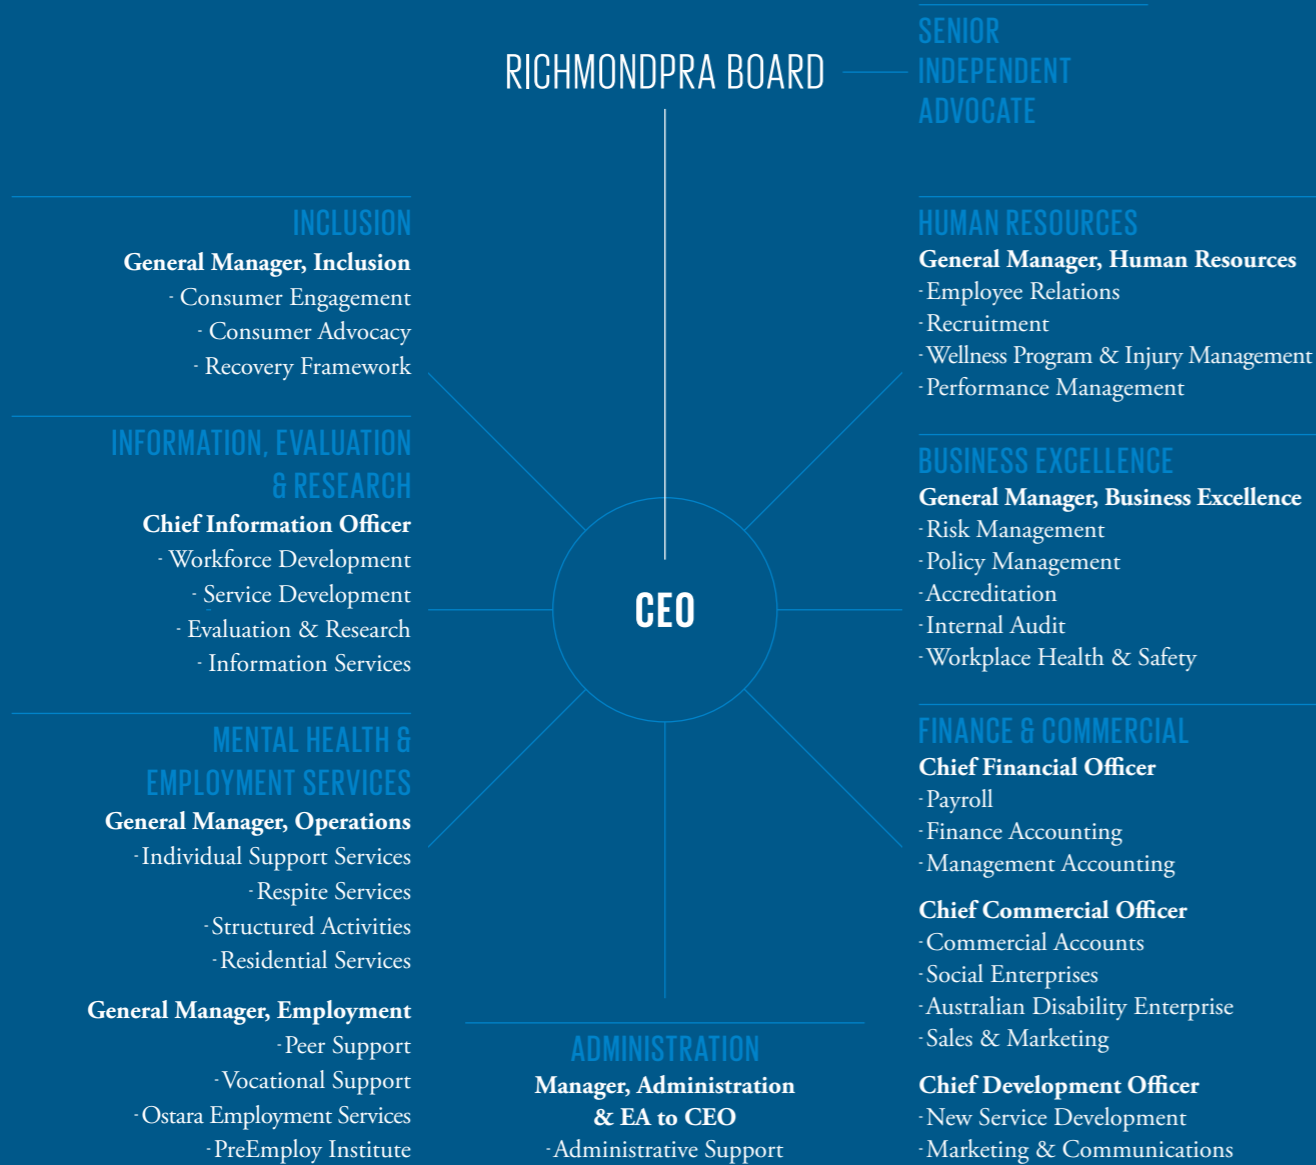 RICHMONDPRA BOARD
SENIOR
INDEPENDENT
ADVOCATE
INCLUSION
General Manager, Inclusion
- Consumer Engagement
- Consumer Advocacy
- Recovery Framework
INFORMATION, EVALUATION
& RESEARCH
Chief Information Officer
- Workforce Development
- Service Development
- Evaluation & Research
- Information Services
MENTAL HEALTH &
EMPLOYMENT SERVICES
General Manager, Operations
-Individual Support Services
-Respite Services
-Structured Activities
-Residential Services
General Manager, Employment
-Peer Support
-Vocational Support
-Ostara Employment Services
-PreEmploy Institute
CEO
ADMINISTRATION
Manager, Administration
& EA to CEO
-Administrative Support
HUMAN RESOURCES
General Manager, Human Resources
-Employee Relations
-Recruitment
-Wellness Program & Injury Management
-Performance Management
BUSINESS EXCELLENCE
General Manager, Business Excellence
-Risk Management
-Policy Management
-Accreditation
-Internal Audit
-Workplace Health & Safety
FINANCE & COMMERCIAL
Chief Financial Officer
-Payroll
-Finance Accounting
-Management Accounting
Chief Commercial Officer
-Commercial Accounts
-Social Enterprises
-Australian Disability Enterprise
-Sales & Marketing
Chief Development Officer
-New Service Development
-Marketing & Communications